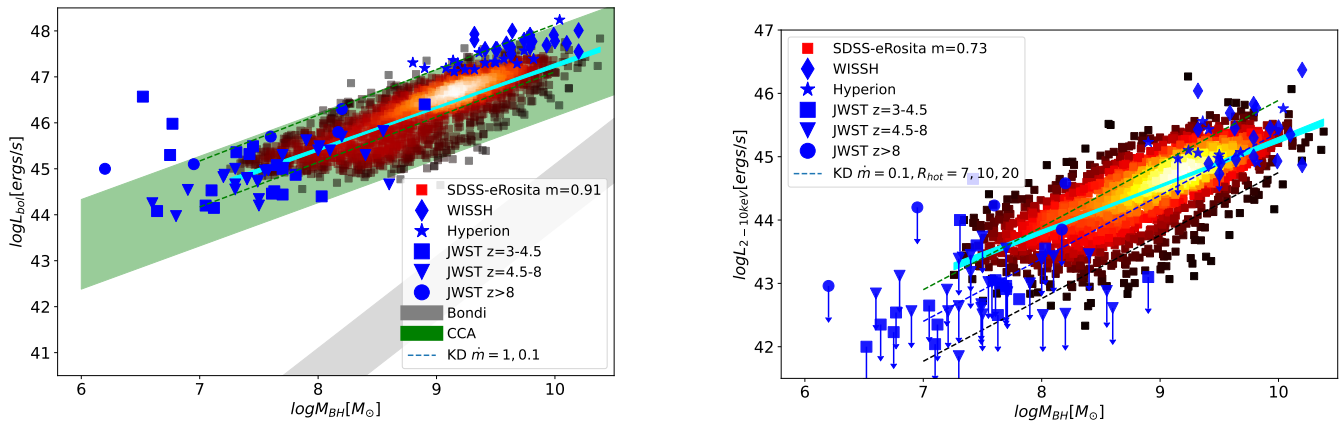 48
47
46
45
44
43
42
41
logL_bol[ergs/s]
6
7
8
9
10
logM_BH[M_⊙]
SDSS-eRosita m=0.91
WISSH
Hyperion
JWST z=3-4.5
JWST z=4.5-8
JWST z>8
Bondi
CCA
KD ṁ = 1, 0.1
47
46
45
44
43
42
logL_2−10keV[ergs/s]
6
7
8
9
10
logM_BH[M_⊙]
SDSS-eRosita m=0.73
WISSH
Hyperion
JWST z=3-4.5
JWST z=4.5-8
JWST z>8
KD ṁ = 0.1, R_hot = 7, 10, 20